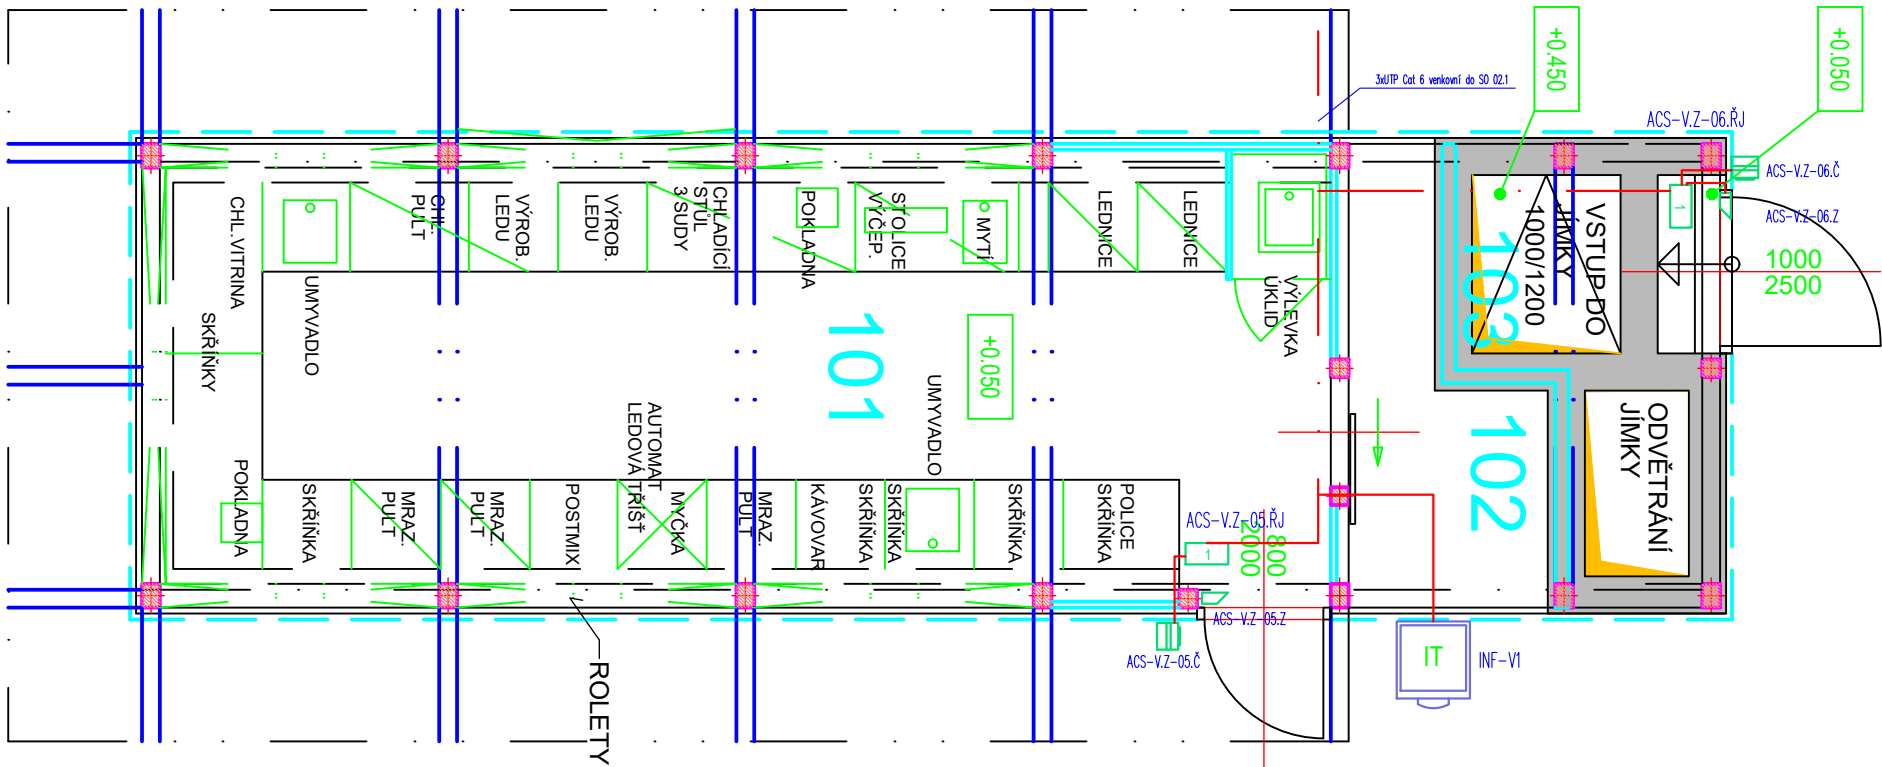 +0.450
+0.050
3xUTP Cat 6 venkovní do SO 02.1
ACS-V.Z-06.ŘJ
ACS-V.Z-06.Č
ACS-V.Z-06.Z
1
1000
2500
VSTUP DO
JÍMKY
1000/1200
103
102
ODVĚTRÁNÍ
JÍMKY
CHL.VITRINA
SKŘÍŇKY
UMYVADLO
CHL.
PULT
VÝROB.
LEDU
VÝROB.
LEDU
CHLADÍCÍ
STŮL
3 SUDY
POKLADNA
STOLICE
VÝČEP.
MYTÍ
LEDNICE
LEDNICE
VÝLEVKA
ÚKLID
101
+0.050
UMYVADLO
AUTOMAT
LEDOVÁ TŘÍŠŤ
POKLADNA
SKŘÍŇKA
MRAZ.
PULT
MRAZ.
PULT
POSTMIX
MYČKA
MRAZ.
PULT
KÁVOVAR
SKŘÍŇKA
SKŘÍŇKA
SKŘÍŇKA
POLICE
SKŘÍŇKA
ACS-V.Z-05.ŘJ
1
800
2000
ACS-V.Z-05.Z
ACS-V.Z-05.Č
IT
INF-V1
ROLETY